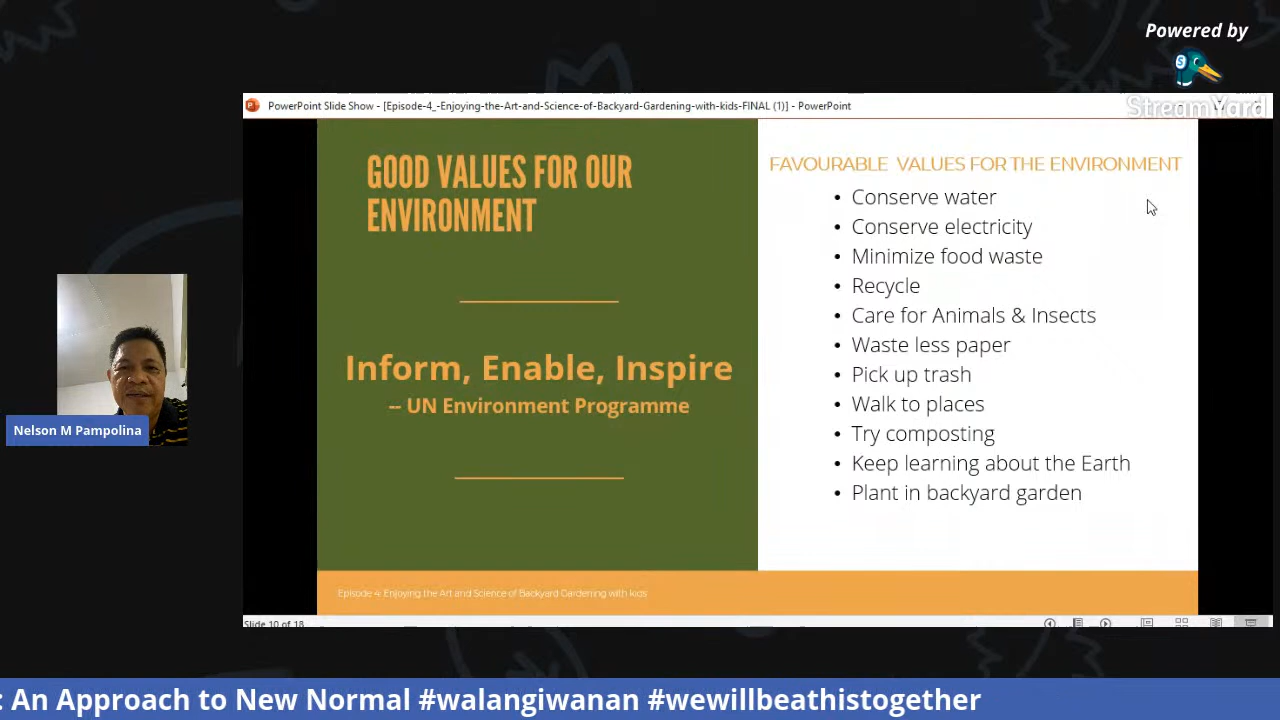 Powered by
StreamYard
PowerPoint Slide Show - [Episode-4_-Enjoying-the-Art-and-Science-of-Backyard-Gardening-with-kids-FINAL (1)] - PowerPoint
GOOD VALUES FOR OUR
ENVIRONMENT
Inform, Enable, Inspire
-- UN Environment Programme
FAVOURABLE VALUES FOR THE ENVIRONMENT
• Conserve water
• Conserve electricity
• Minimize food waste
• Recycle
• Care for Animals & Insects
• Waste less paper
• Pick up trash
• Walk to places
• Try composting
• Keep learning about the Earth
• Plant in backyard garden
Episode 4: Enjoying the Art and Science of Backyard Gardening with kids
Slide 10 of 18
Nelson M Pampolina
: An Approach to New Normal #walangiwanan #wewillbeathistogether